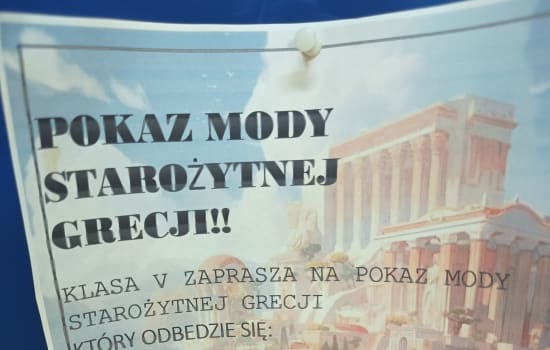 POKAZ MODY
STAROŻYTNEJ
GRECJI!!
KLASA V ZAPRASZA NA POKAZ MODY
STAROŻYTNEJ GRECJI
KTÓRY ODBEDZIE SIĘ: